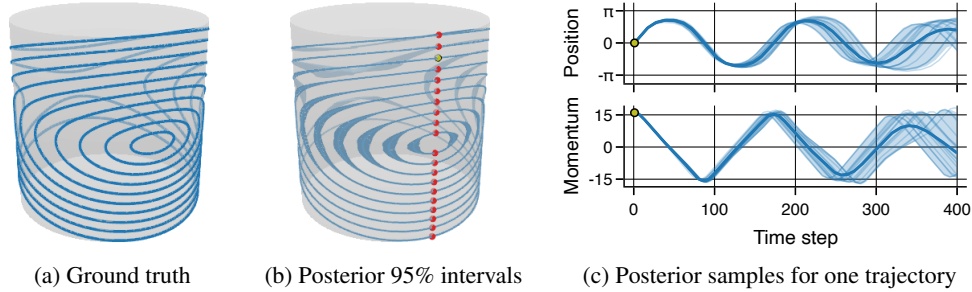 π
0
-π
Position
15
0
-15
Momentum
0 100 200 300 400
Time step
(a) Ground truth
(b) Posterior 95% intervals
(c) Posterior samples for one trajectory